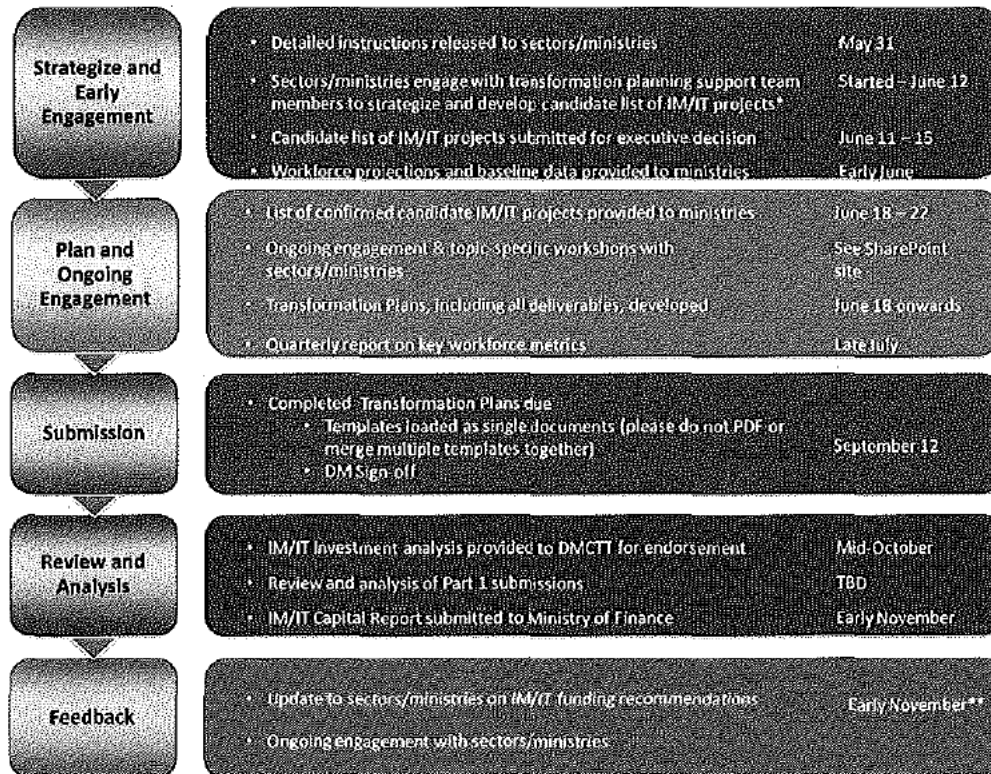 Strategize and
Early
Engagement
• Detailed instructions released to sectors/ministries May 31
• Sectors/ministries engage with transformation planning support team Started – June 12
members to strategize and develop candidate list of IM/IT projects*
• Candidate list of IM/IT projects submitted for executive decision June 11 – 15
• Workforce projections and baseline data provided to ministries Early June
Plan and
Ongoing
Engagement
• List of confirmed candidate IM/IT projects provided to ministries June 18 – 22
• Ongoing engagement & topic-specific workshops with See SharePoint
sectors/ministries site
• Transformation Plans, including all deliverables, developed June 18 onwards
• Quarterly report on key workforce metrics Late July
Submission
• Completed Transformation Plans due
• Templates loaded as single documents (please do not PDF or
merge multiple templates together) September 12
• DM Sign-off
Review and
Analysis
• IM/IT Investment analysis provided to DMCTT for endorsement Mid-October
• Review and analysis of Part 1 submissions TBD
• IM/IT Capital Report submitted to Ministry of Finance Early November
Feedback
• Update to sectors/ministries on IM/IT funding recommendations Early November**
• Ongoing engagement with sectors/ministries